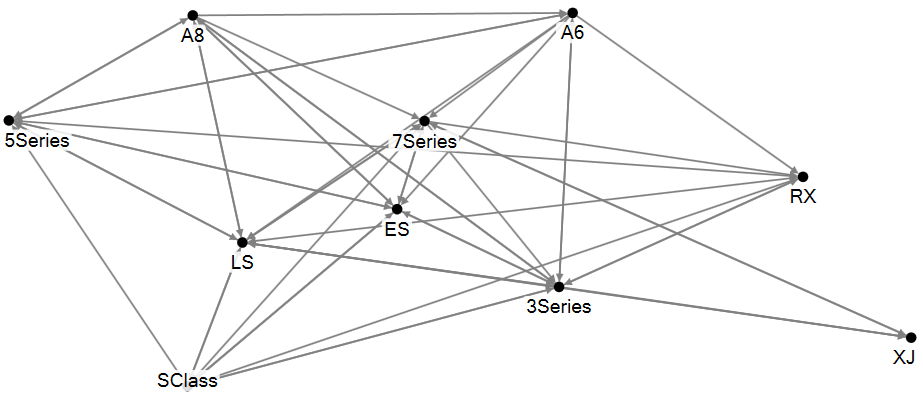 A8
A6
5Series
7Series
RX
ES
LS
3Series
XJ
SClass